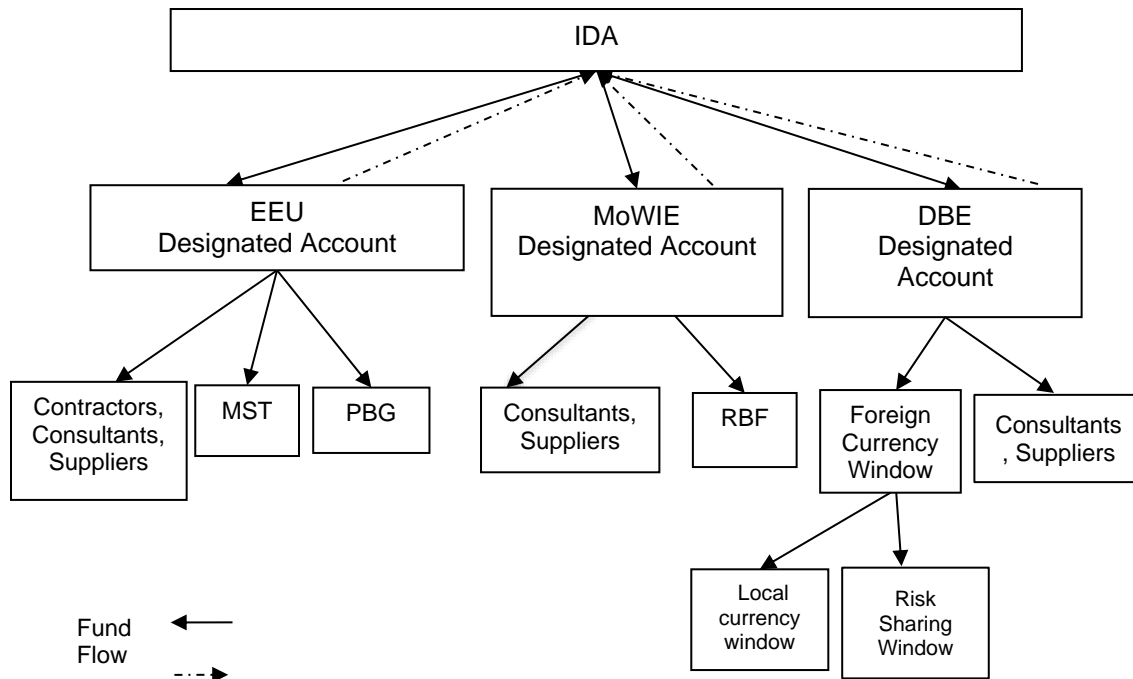 IDA
EEU
Designated Account
MoWIE
Designated Account
DBE
Designated
Account
Contractors,
Consultants,
Suppliers
MST
PBG
Consultants,
Suppliers
RBF
Foreign
Currency
Window
Consultants
, Suppliers
Local
currency
window
Risk
Sharing
Window
Fund
Flow